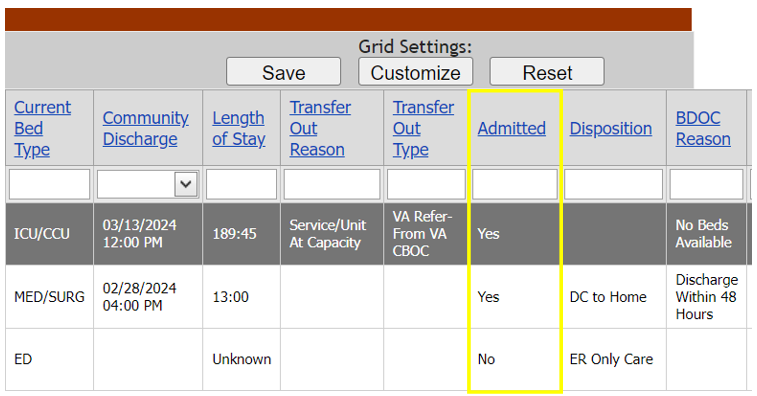 Grid Settings:
Save Customize Reset
Current Bed Type
Community Discharge
Length of Stay
Transfer Out Reason
Transfer Out Type
Admitted
Disposition
BDOC Reason
ICU/CCU
03/13/2024 12:00 PM
189:45
Service/Unit At Capacity
VA Refer-From VA CBOC
Yes
No Beds Available
MED/SURG
02/28/2024 04:00 PM
13:00
Yes
DC to Home
Discharge Within 48 Hours
ED
Unknown
No
ER Only Care